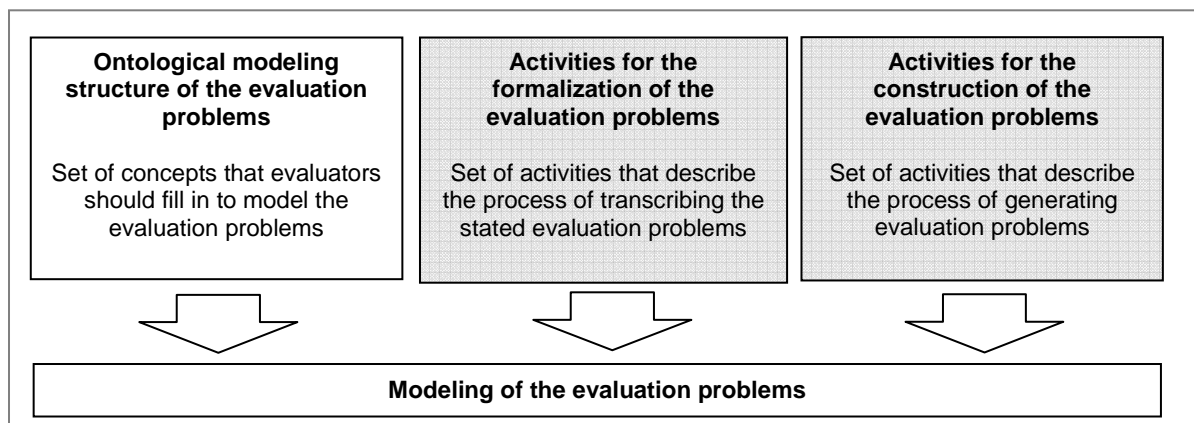 Ontological modeling
structure of the evaluation
problems
Set of concepts that evaluators
should fill in to model the
evaluation problems
Activities for the
formalization of the
evaluation problems
Set of activities that describe
the process of transcribing the
stated evaluation problems
Activities for the
construction of the
evaluation problems
Set of activities that describe
the process of generating
evaluation problems
Modeling of the evaluation problems